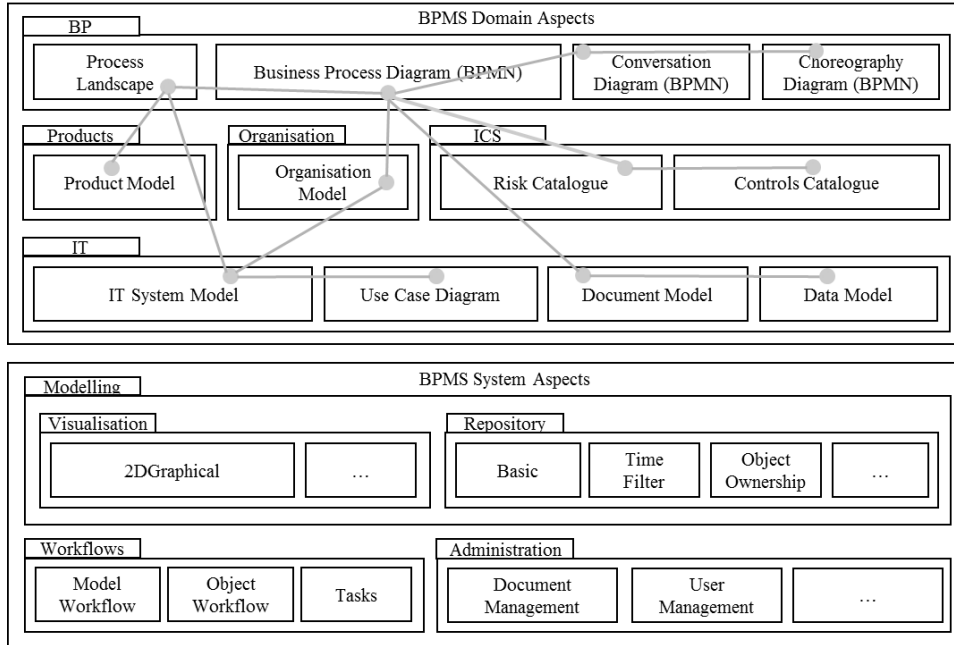 BPMS Domain Aspects
BP
Process
Landscape
Business Process Diagram (BPMN)
Conversation
Diagram (BPMN)
Choreography
Diagram (BPMN)
Products
Product Model
Organisation
Organisation
Model
ICS
Risk Catalogue
Controls Catalogue
IT
IT System Model
Use Case Diagram
Document Model
Data Model
BPMS System Aspects
Modelling
Visualisation
2DGraphical
…
Repository
Basic
Time
Filter
Object
Ownership
…
Workflows
Model
Workflow
Object
Workflow
Tasks
Administration
Document
Management
User
Management
…